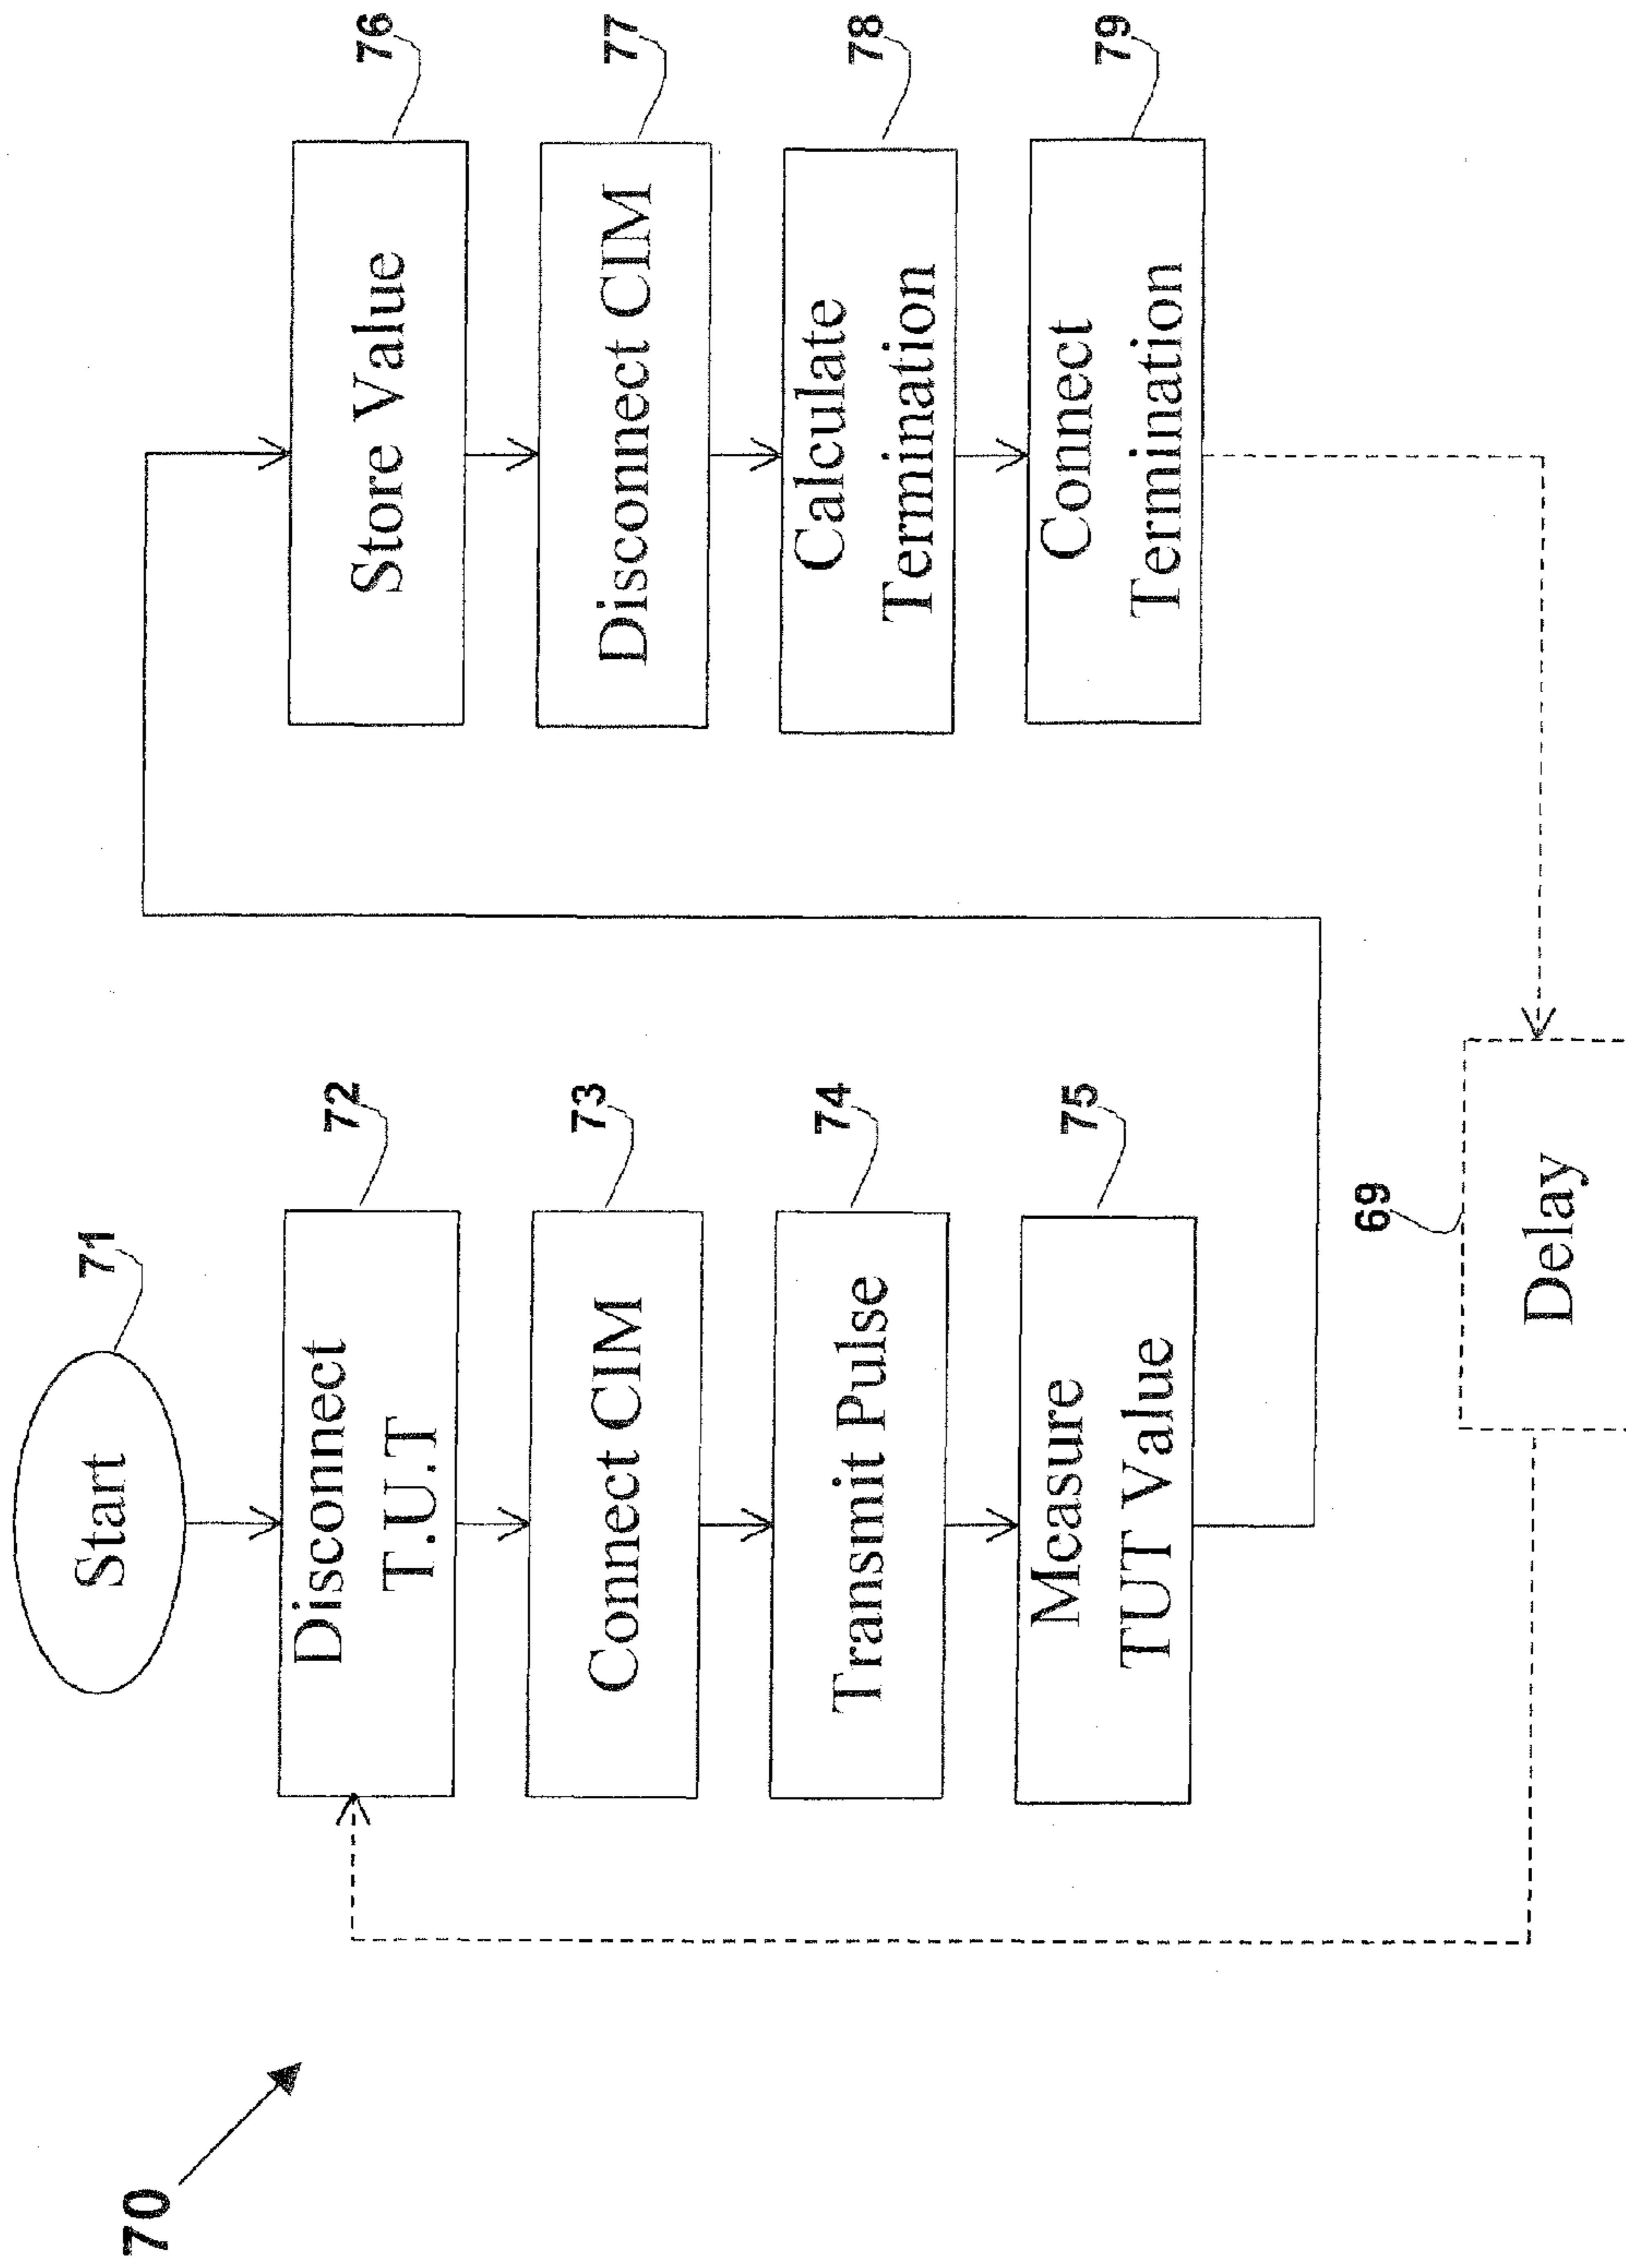 70
Start
71
Disconnect
T.U.T
72
Connect CIM
73
Transmit Pulse
74
Measure
TUT Value
75
Store Value
76
Disconnect CIM
77
Calculate
Termination
78
Connect
Termination
79
69
Delay